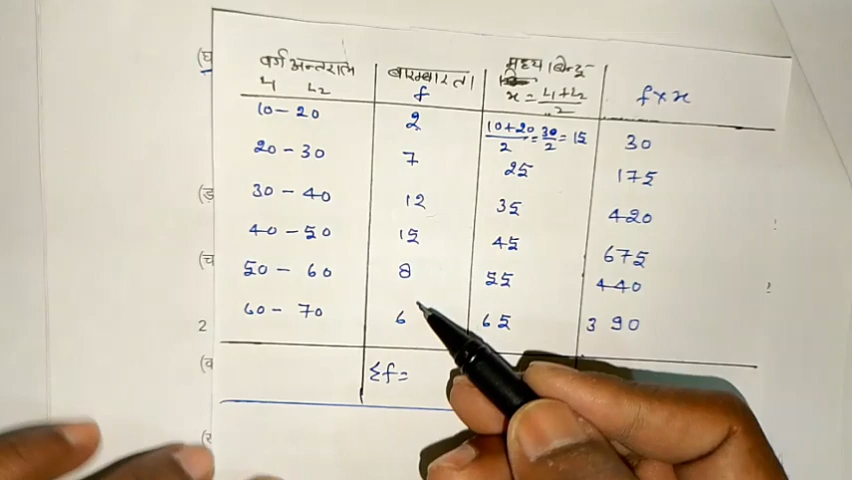 (घ
वर्ग अन्तराल बारम्बारता मध्य बिन्दु
L1 L2 f x = L1+L2/2 f x x
10-20 2 10+20/2 = 30/2 = 15 30
20-30 7 25 175
30-40 12 35 420
(ड
40-50 15 45 675
(च
50-60 8 55 440
60-70 6 65 390
2
(व
Σf=